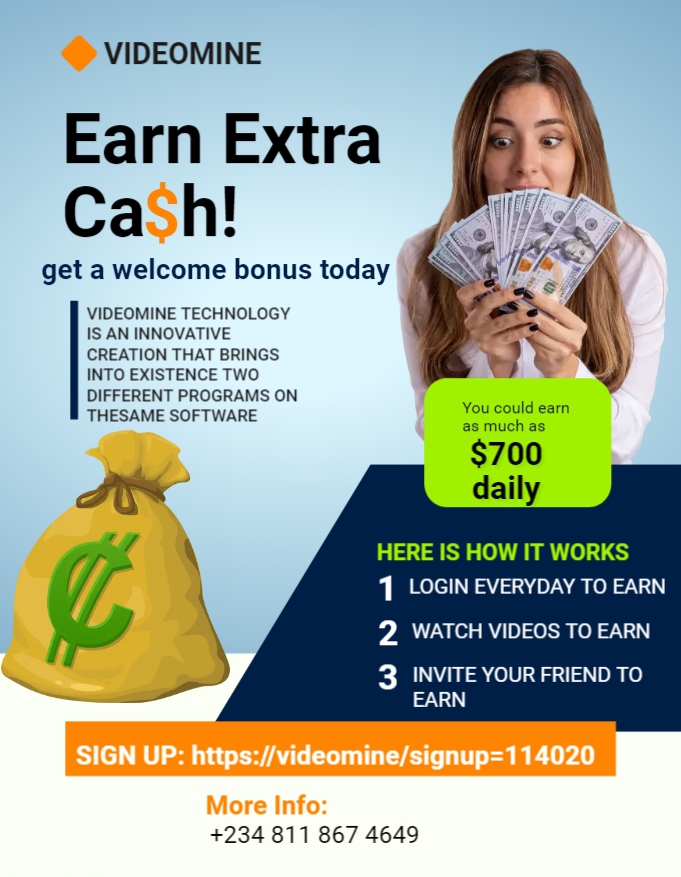 VIDEOMINE
Earn Extra
Ca$h!
get a welcome bonus today
VIDEOMINE TECHNOLOGY
IS AN INNOVATIVE
CREATION THAT BRINGS
INTO EXISTENCE TWO
DIFFERENT PROGRAMS ON
THESAME SOFTWARE
You could earn
as much as
$700
daily
HERE IS HOW IT WORKS
1 LOGIN EVERYDAY TO EARN
2 WATCH VIDEOS TO EARN
3 INVITE YOUR FRIEND TO
EARN
SIGN UP: https://videomine/signup=114020
More Info:
+234 811 867 4649